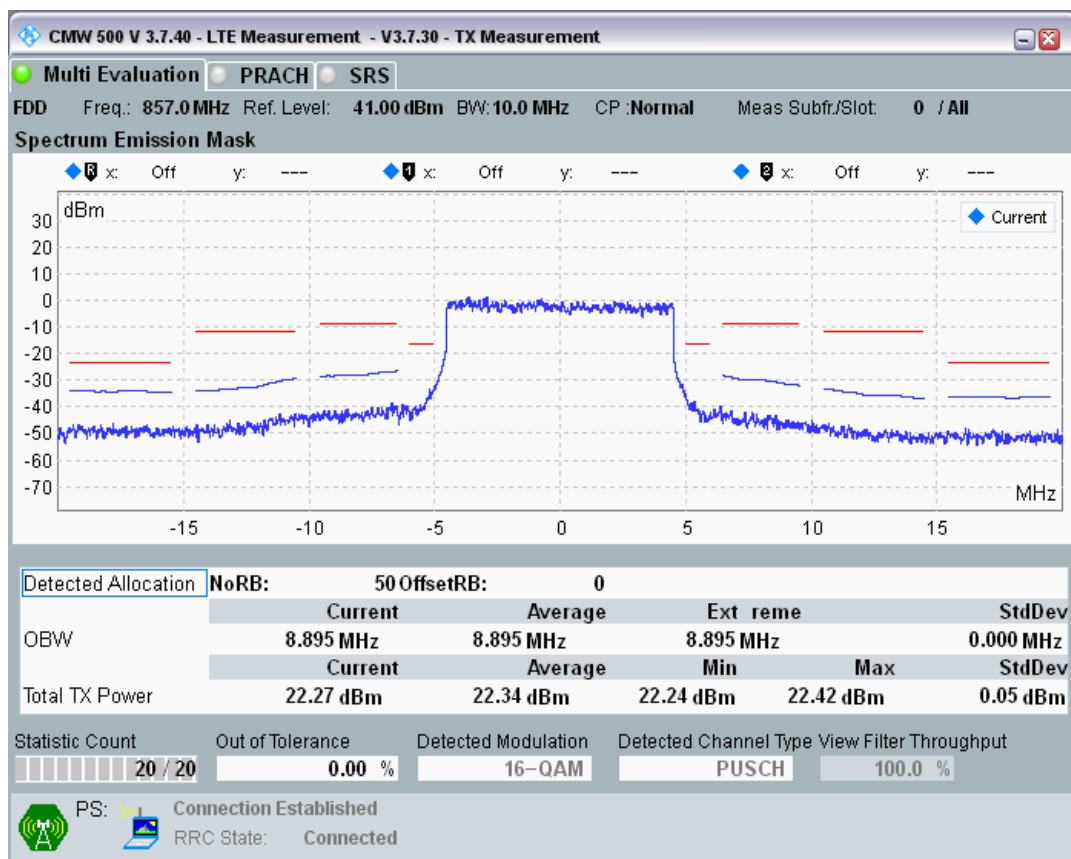 CMW 500 V 3.7.40 - LTE Measurement - V3.7.30 - TX Measurement
Multi Evaluation PRACH SRS
FDD Freq.: 857.0 MHz Ref. Level: 41.00 dBm BW: 10.0 MHz CP :Normal Meas Subfr./Slot: 0 / All
Spectrum Emission Mask
R x: Off y: --- 1 x: Off y: --- 2 x: Off y: ---
dBm
Current
30
20
10
0
-10
-20
-30
-40
-50
-60
-70
MHz
-15 -10 -5 0 5 10 15
Detected Allocation NoRB: 50 OffsetRB: 0
Current Average Ext reme StdDev
OBW 8.895 MHz 8.895 MHz 8.895 MHz 0.000 MHz
Current Average Min Max StdDev
Total TX Power 22.27 dBm 22.34 dBm 22.24 dBm 22.42 dBm 0.05 dBm
Statistic Count Out of Tolerance Detected Modulation Detected Channel Type View Filter Throughput
20 / 20 0.00 % 16-QAM PUSCH 100.0 %
PS: Connection Established
RRC State: Connected